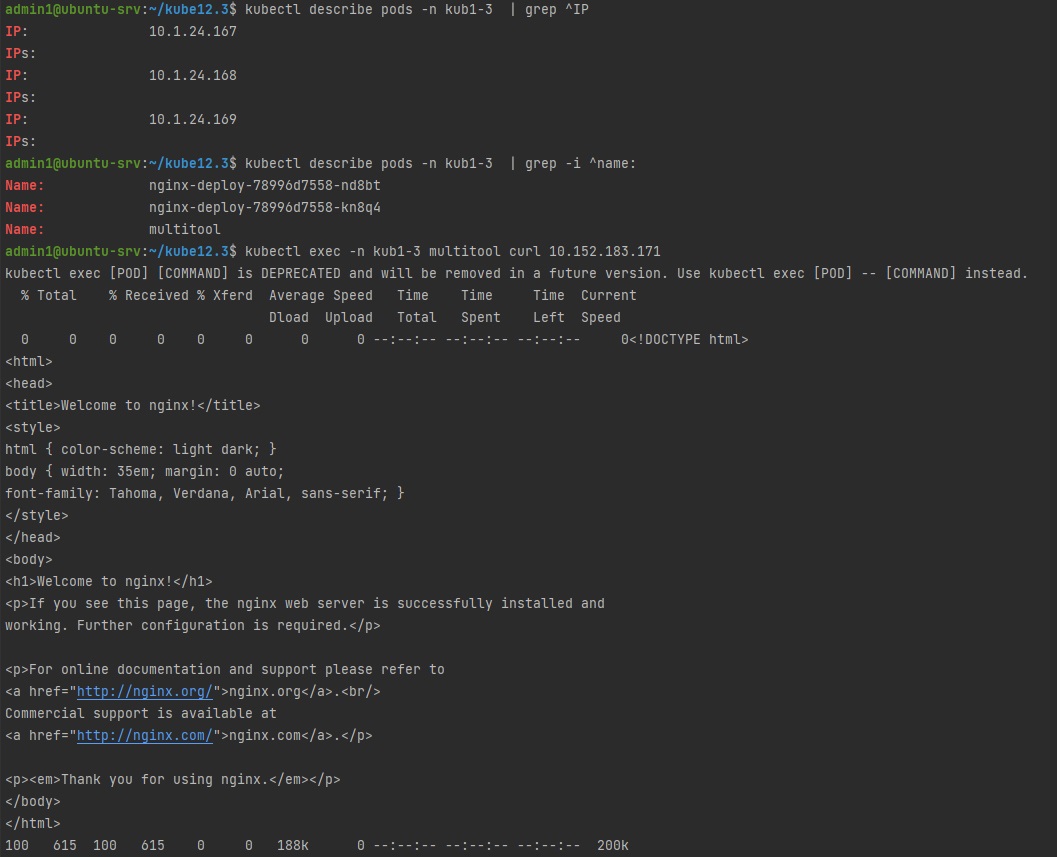 admin1@ubuntu-srv:~/kube12.3$ kubectl describe pods -n kub1-3  | grep ^IP
IP:               10.1.24.167
IPs:
IP:               10.1.24.168
IPs:
IP:               10.1.24.169
IPs:
admin1@ubuntu-srv:~/kube12.3$ kubectl describe pods -n kub1-3  | grep -i ^name:
Name:             nginx-deploy-78996d7558-nd8bt
Name:             nginx-deploy-78996d7558-kn8q4
Name:             multitool
admin1@ubuntu-srv:~/kube12.3$ kubectl exec -n kub1-3 multitool curl 10.152.183.171
kubectl exec [POD] [COMMAND] is DEPRECATED and will be removed in a future version. Use kubectl exec [POD] -- [COMMAND] instead.
  % Total    % Received % Xferd  Average Speed   Time    Time     Time  Current
                                 Dload  Upload   Total   Spent    Left  Speed
  0     0    0     0    0     0      0      0 --:--:-- --:--:-- --:--:--     0<!DOCTYPE html>
<html>
<head>
<title>Welcome to nginx!</title>
<style>
html { color-scheme: light dark; }
body { width: 35em; margin: 0 auto;
font-family: Tahoma, Verdana, Arial, sans-serif; }
</style>
</head>
<body>
<h1>Welcome to nginx!</h1>
<p>If you see this page, the nginx web server is successfully installed and
working. Further configuration is required.</p>

<p>For online documentation and support please refer to
<a href="http://nginx.org/">nginx.org</a>.<br/>
Commercial support is available at
<a href="http://nginx.com/">nginx.com</a>.</p>

<p><em>Thank you for using nginx.</em></p>
</body>
</html>
100   615  100   615    0     0   188k      0 --:--:-- --:--:-- --:--:--  200k